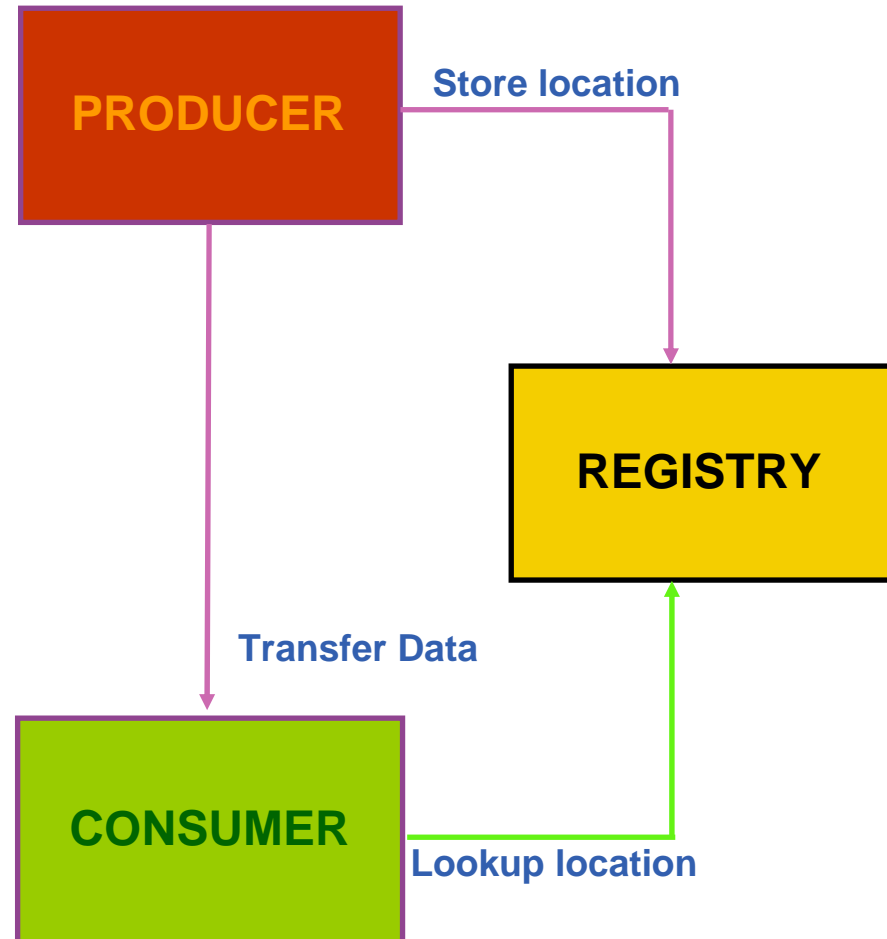 Store location
PRODUCER
REGISTRY
Transfer Data
CONSUMER
Lookup location